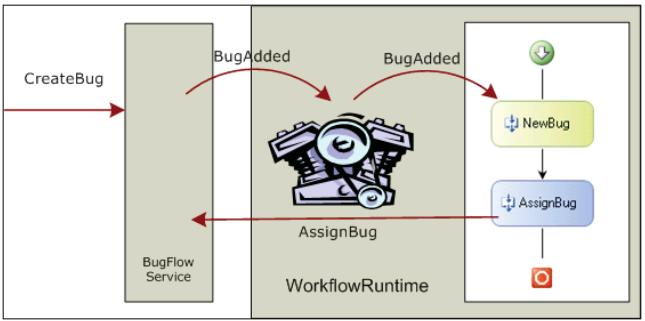 CreateBug
BugAdded
BugAdded
NewBug
AssignBug
AssignBug
BugFlow
Service
WorkflowRuntime